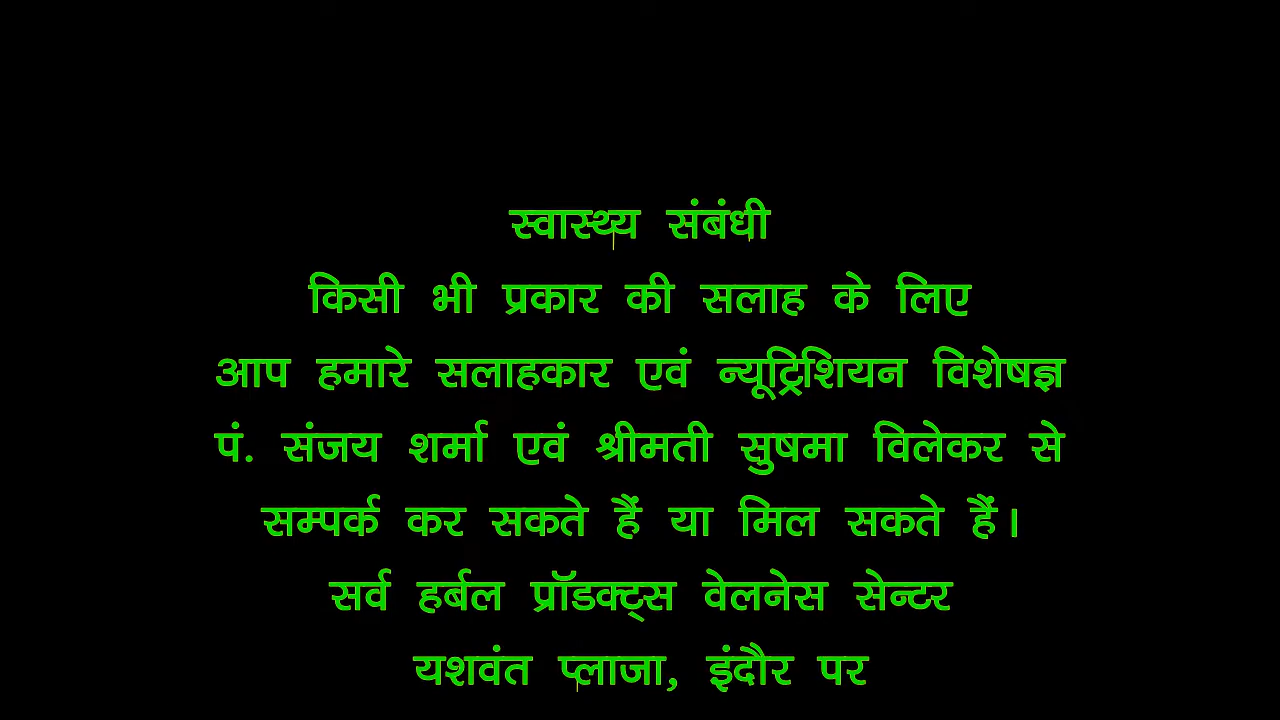 स्वास्थ्य संबंधी
किसी भी प्रकार की सलाह के लिए
आप हमारे सलाहकार एवं न्यूट्रिशियन विशेषज्ञ
पं. संजय शर्मा एवं श्रीमती सुषमा विलेकर से
सम्पर्क कर सकते हैं या मिल सकते हैं।
सर्व हर्बल प्रॉडक्ट्स वेलनेस सेन्टर
यशवंत प्लाजा, इंदौर पर